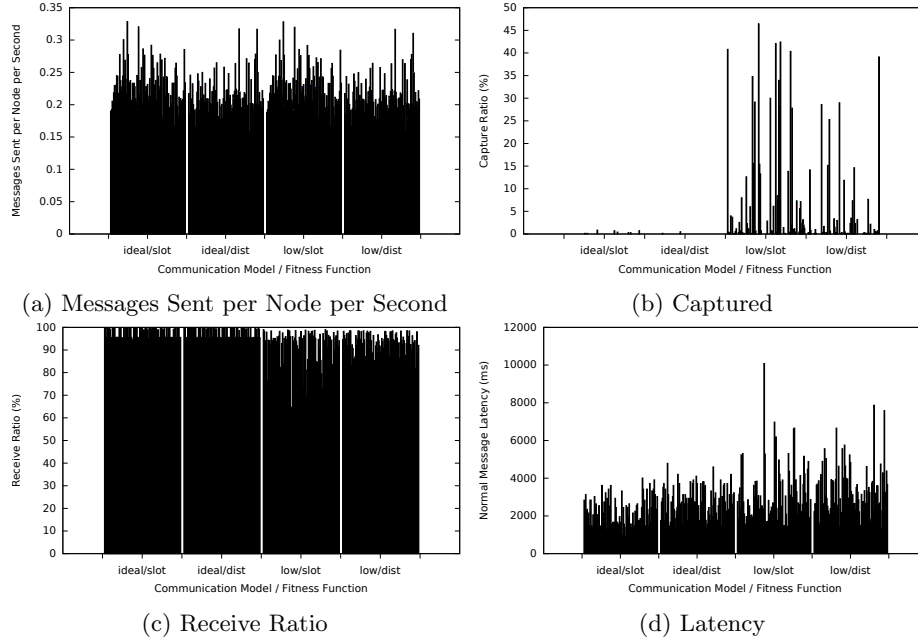 0.35
0.3
0.25
0.2
0.15
0.1
0.05
0
Messages Sent per Node per Second
ideal/slot ideal/dist low/slot low/dist
Communication Model / Fitness Function
(a) Messages Sent per Node per Second
50
45
40
35
30
25
20
15
10
5
0
Capture Ratio (%)
ideal/slot ideal/dist low/slot low/dist
Communication Model / Fitness Function
(b) Captured
100
90
80
70
60
50
40
30
20
10
0
Receive Ratio (%)
ideal/slot ideal/dist low/slot low/dist
Communication Model / Fitness Function
(c) Receive Ratio
12000
10000
8000
6000
4000
2000
0
Normal Message Latency (ms)
ideal/slot ideal/dist low/slot low/dist
Communication Model / Fitness Function
(d) Latency